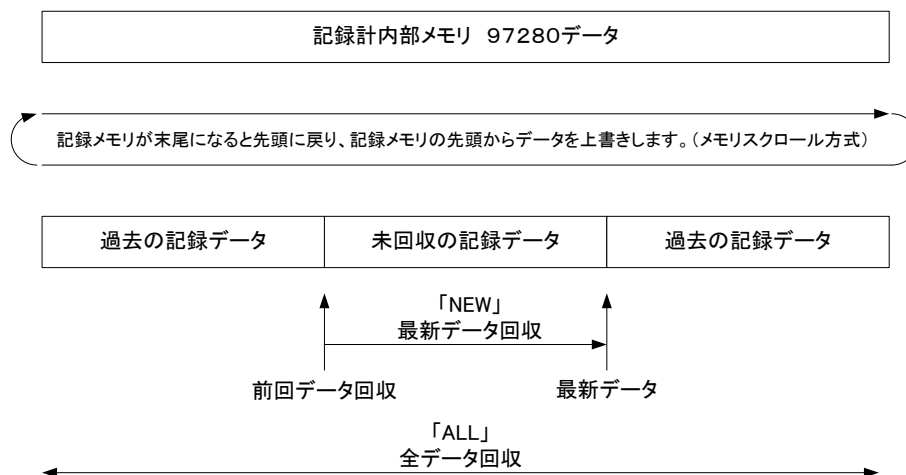 記録計内部メモリ 97280データ
記録メモリが末尾になると先頭に戻り、記録メモリの先頭からデータを上書きします。(メモリスクロール方式)
過去の記録データ 未回収の記録データ 過去の記録データ
「NEW」
最新データ回収
前回データ回収 最新データ
「ALL」
全データ回収